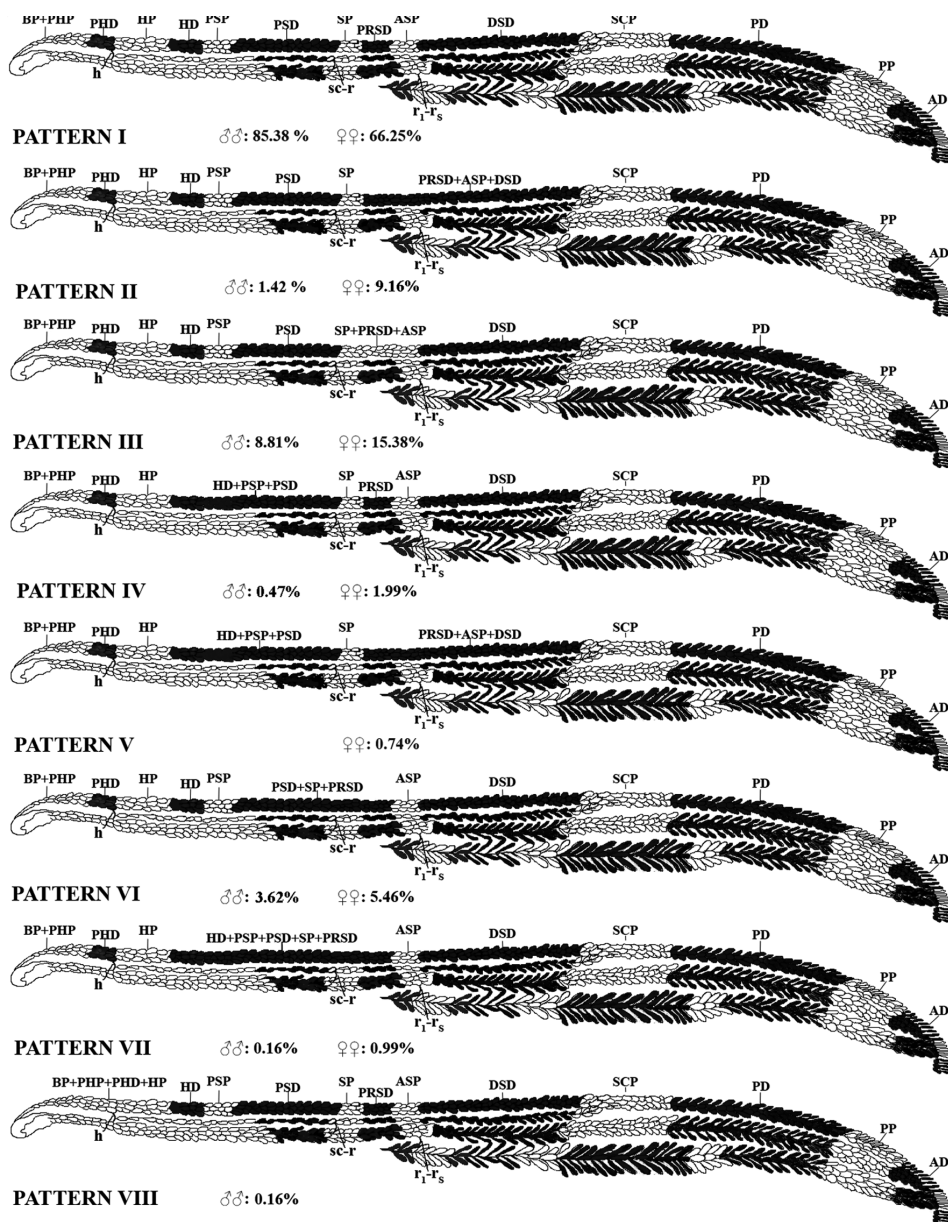 BP+PHP PHD HP HD PSP PSD SP PRSD ASP DSD SCP PD PP AD
h sc-r r1-rs
PATTERN I ♂♂: 85.38 % ♀♀: 66.25%
BP+PHP PHD HP HD PSP PSD SP PRSD+ASP+DSD SCP PD PP AD
h sc-r r1-rs
PATTERN II ♂♂: 1.42 % ♀♀: 9.16%
BP+PHP PHD HP HD PSP PSD SP+PRSD+ASP DSD SCP PD PP AD
h sc-r r1-rs
PATTERN III ♂♂: 8.81% ♀♀: 15.38%
BP+PHP PHD HP HD+PSP+PSD SP PRSD ASP DSD SCP PD PP AD
h sc-r r1-rs
PATTERN IV ♂♂: 0.47% ♀♀: 1.99%
BP+PHP PHD HP HD+PSP+PSD SP PRSD+ASP+DSD SCP PD PP AD
h sc-r r1-rs
PATTERN V ♀♀: 0.74%
BP+PHP PHD HP HD PSP PSD+SP+PRSD ASP DSD SCP PD PP AD
h sc-r r1-rs
PATTERN VI ♂♂: 3.62% ♀♀: 5.46%
BP+PHP PHD HP HD+PSP+PSD+SP+PRSD ASP DSD SCP PD PP AD
h sc-r r1-rs
PATTERN VII ♂♂: 0.16% ♀♀: 0.99%
BP+PHP+PHD+HP HD PSP PSD SP PRSD ASP DSD SCP PD PP AD
h sc-r r1-rs
PATTERN VIII ♂♂: 0.16%